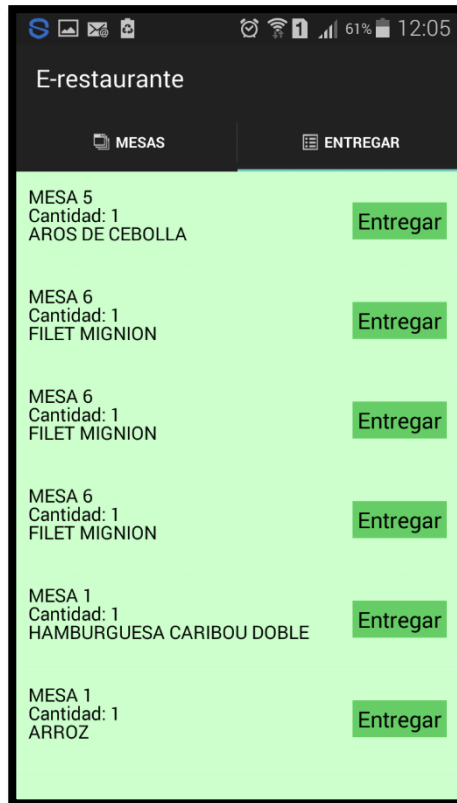 1 61% 12:05
E-restaurante
MESAS ENTREGAR
MESA 5
Cantidad: 1
AROS DE CEBOLLA
Entregar
MESA 6
Cantidad: 1
FILET MIGNION
Entregar
MESA 6
Cantidad: 1
FILET MIGNION
Entregar
MESA 6
Cantidad: 1
FILET MIGNION
Entregar
MESA 1
Cantidad: 1
HAMBURGUESA CARIBOU DOBLE
Entregar
MESA 1
Cantidad: 1
ARROZ
Entregar